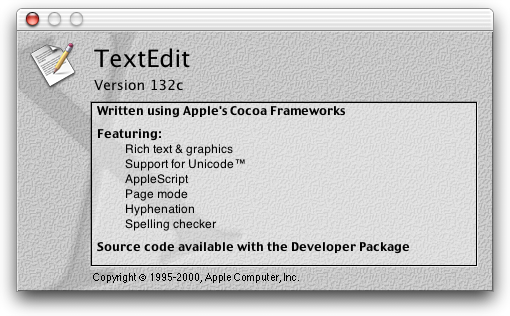 TextEdit
Version 132c
Written using Apple's Cocoa Frameworks
Featuring:
Rich text & graphics
Support for Unicode™
AppleScript
Page mode
Hyphenation
Spelling checker
Source code available with the Developer Package
Copyright © 1995-2000, Apple Computer, Inc.